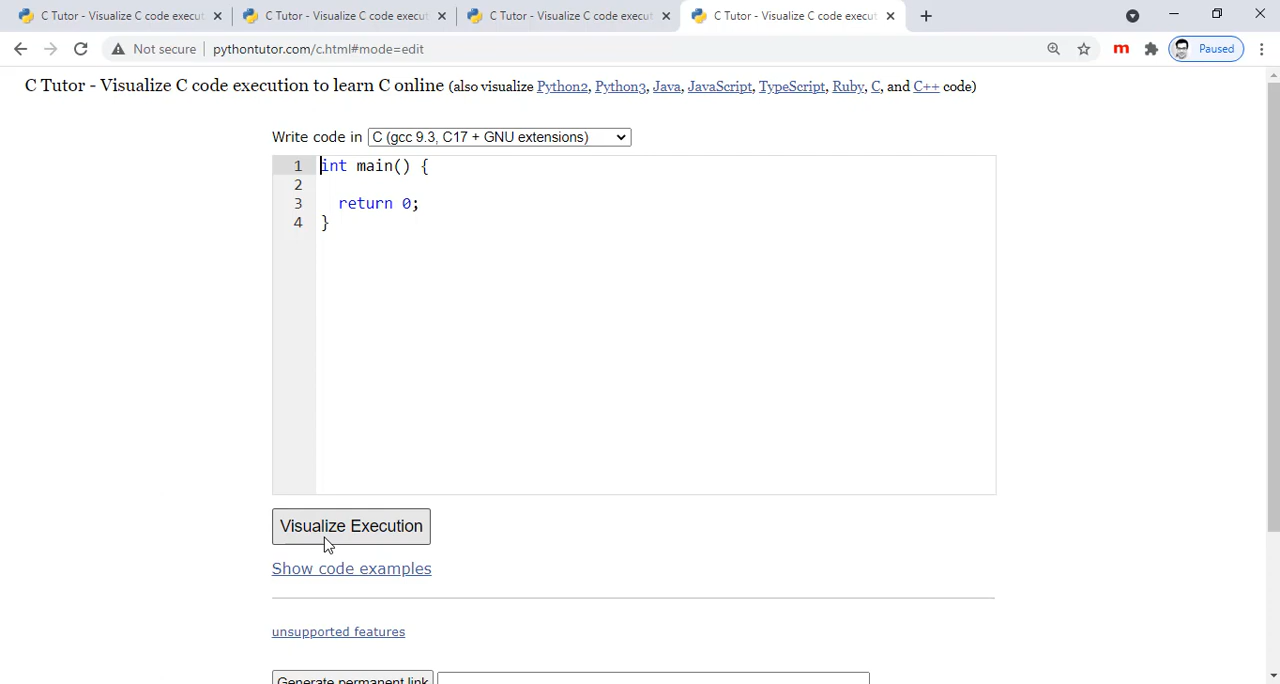 C Tutor - Visualize C code execut
C Tutor - Visualize C code execut
C Tutor - Visualize C code execut
C Tutor - Visualize C code execut
Not secure
pythontutor.com/c.html#mode=edit
m
Paused
C Tutor - Visualize C code execution to learn C online (also visualize Python2, Python3, Java, JavaScript, TypeScript, Ruby, C, and C++ code)
Write code in C (gcc 9.3, C17 + GNU extensions)
1 int main() {
2
3 return 0;
4 }
Visualize Execution
Show code examples
unsupported features
Generate permanent link